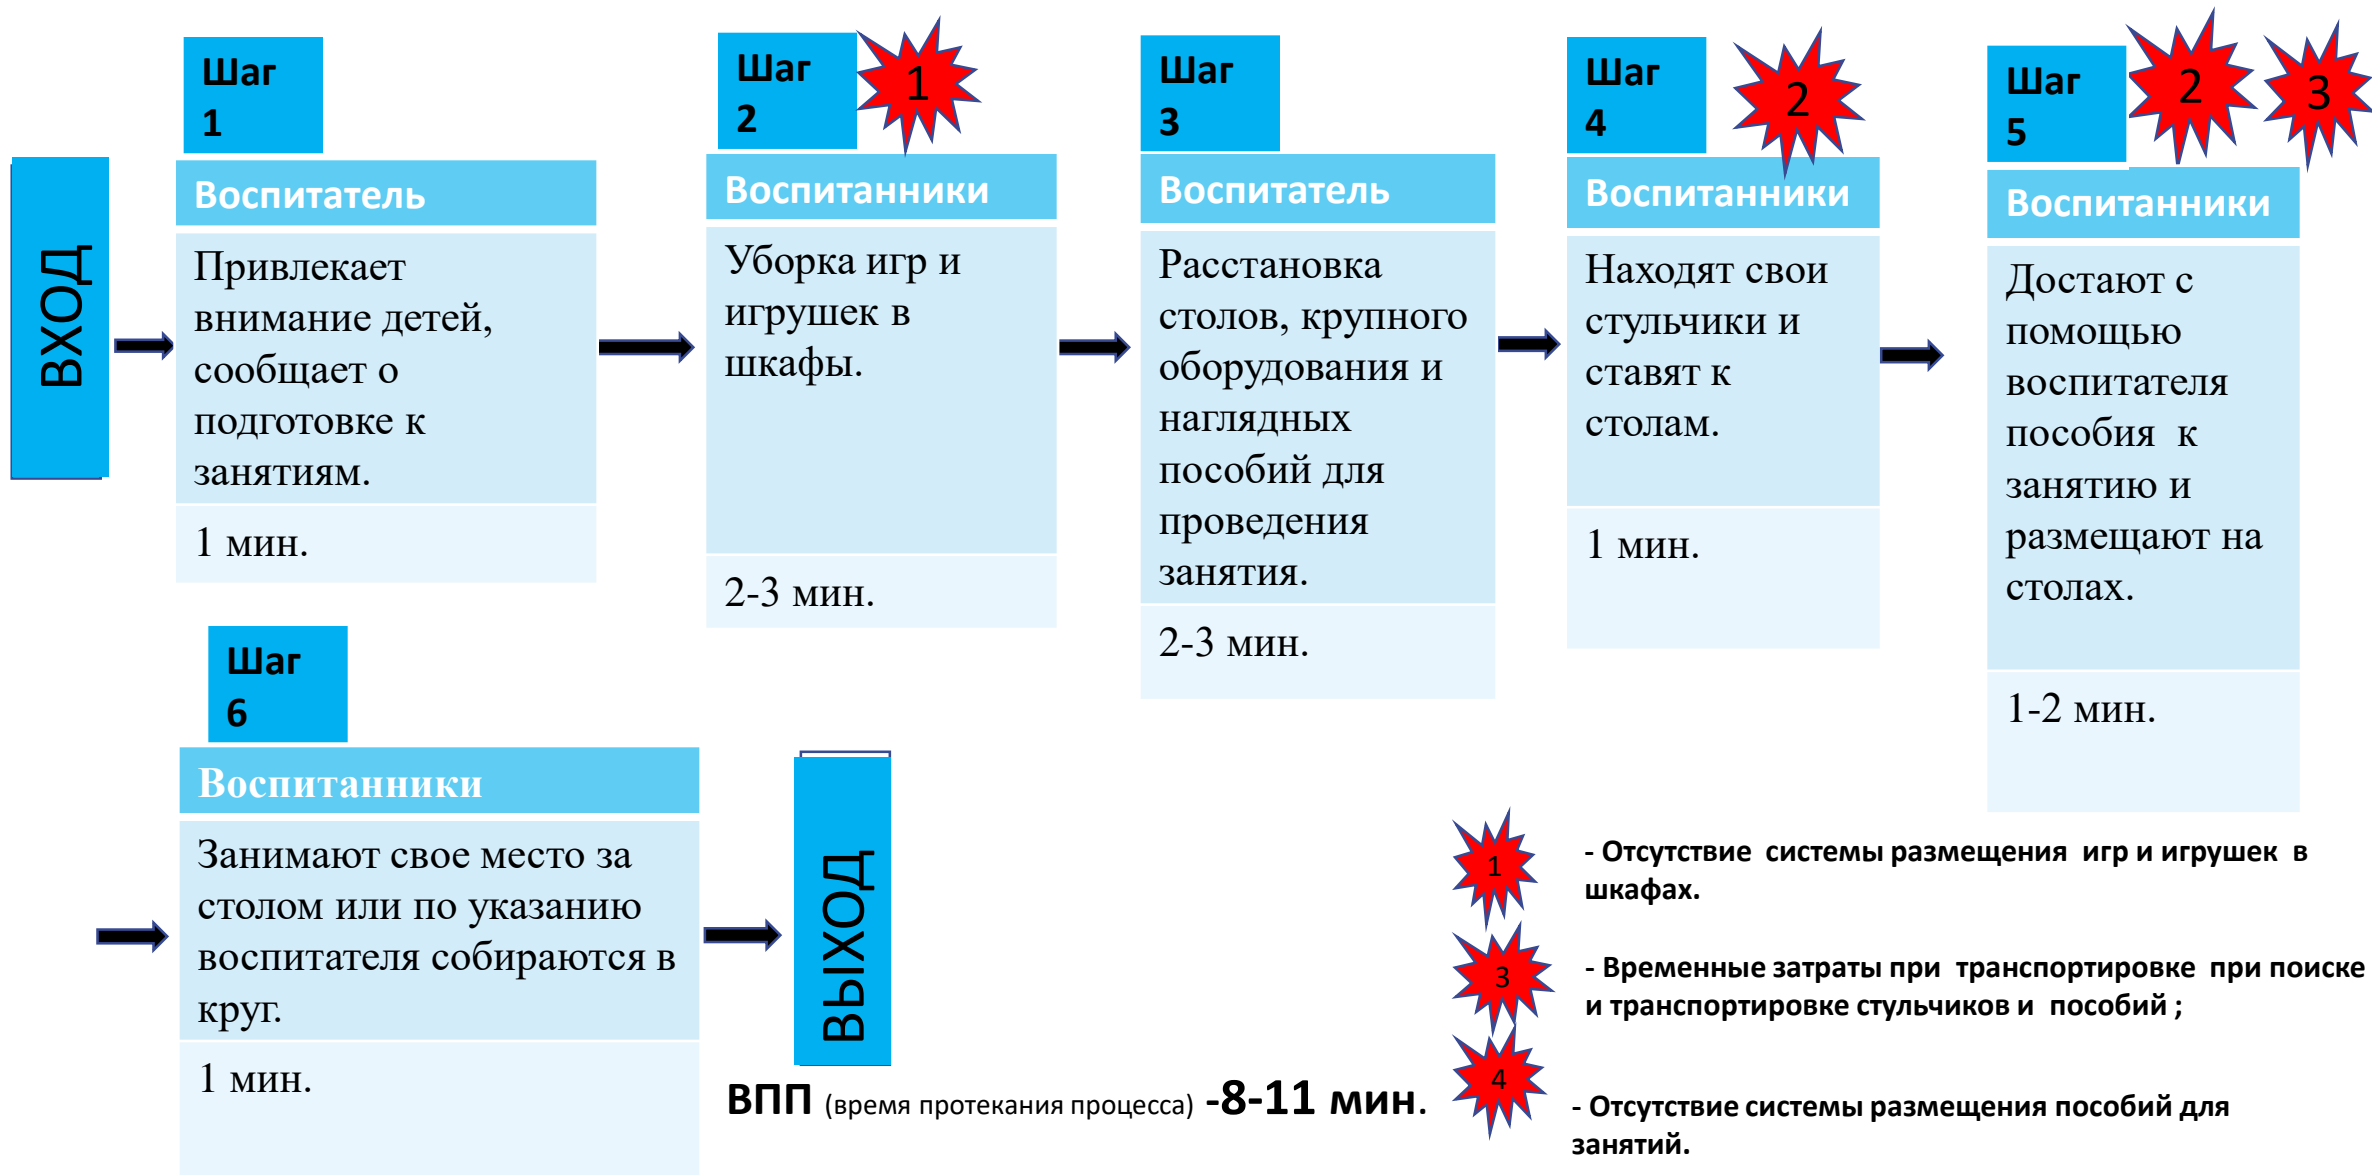 ВХОД
Шаг
1
Воспитатель
Привлекает
внимание детей,
сообщает о
подготовке к
занятиям.
1 мин.
Шаг
2
1
Воспитанники
Уборка игр и
игрушек в
шкафы.
2-3 мин.
Шаг
3
Воспитатель
Расстановка
столов, крупного
оборудования и
наглядных
пособий для
проведения
занятия.
2-3 мин.
Шаг
4
2
Воспитанники
Находят свои
стульчики и
ставят к
столам.
1 мин.
Шаг
5
2
3
Воспитанники
Достают с
помощью
воспитателя
пособия к
занятию и
размещают на
столах.
1-2 мин.
Шаг
6
Воспитанники
Занимают свое место за
столом или по указанию
воспитателя собираются в
круг.
1 мин.
ВЫХОД
ВПП (время протекания процесса) -8-11 мин.
1
- Отсутствие системы размещения игр и игрушек в
шкафах.
3
- Временные затраты при транспортировке при поиске
и транспортировке стульчиков и пособий ;
4
- Отсутствие системы размещения пособий для
занятий.